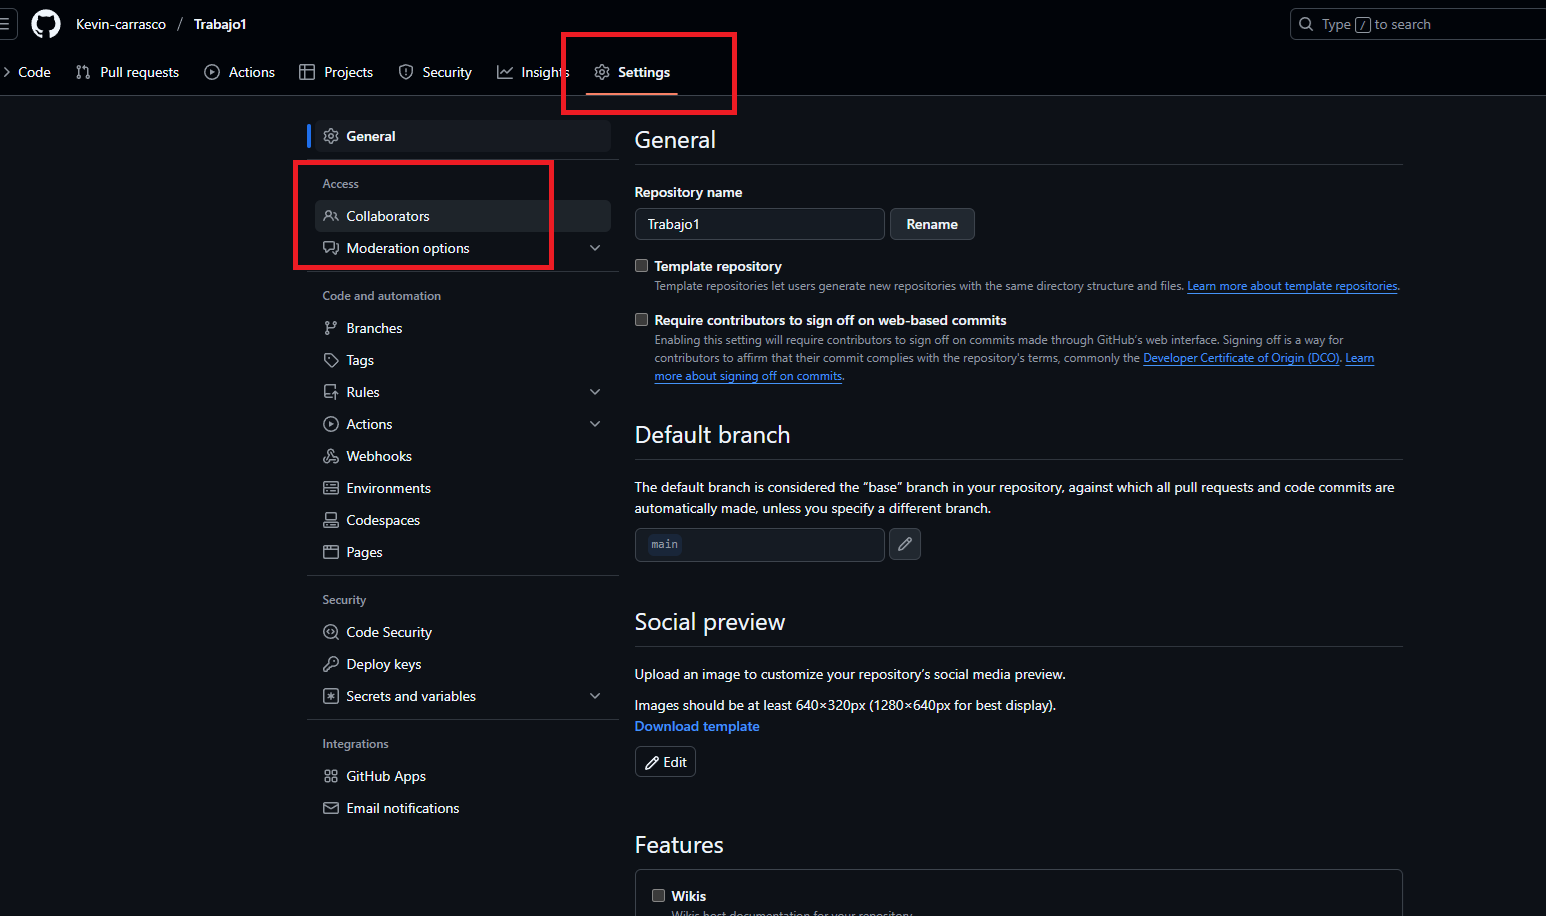 Kevin-carrasco / Trabajo1
Type / to search
Code
Pull requests
Actions
Projects
Security
Insights
Settings
General
Access
Collaborators
Moderation options
Code and automation
Branches
Tags
Rules
Actions
Webhooks
Environments
Codespaces
Pages
Security
Code Security
Deploy keys
Secrets and variables
Integrations
GitHub Apps
Email notifications
General
Repository name
Trabajo1
Rename
Template repository
Template repositories let users generate new repositories with the same directory structure and files. Learn more about template repositories.
Require contributors to sign off on web-based commits
Enabling this setting will require contributors to sign off on commits made through GitHub’s web interface. Signing off is a way for
contributors to affirm that their commit complies with the repository's terms, commonly the Developer Certificate of Origin (DCO). Learn
more about signing off on commits.
Default branch
The default branch is considered the “base” branch in your repository, against which all pull requests and code commits are
automatically made, unless you specify a different branch.
main
Social preview
Upload an image to customize your repository’s social media preview.
Images should be at least 640×320px (1280×640px for best display).
Download template
Edit
Features
Wikis
Wikis host documentation for your repository.